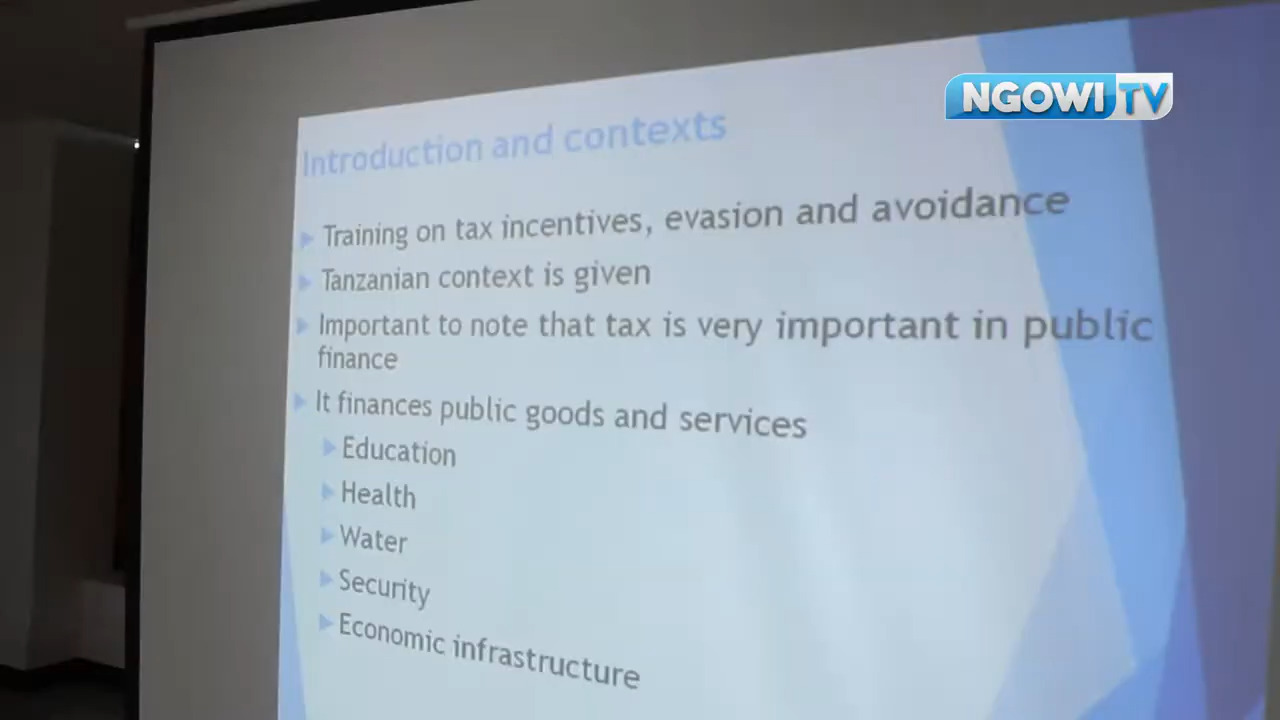 NGOWI TV
Introduction and contexts
Training on tax incentives, evasion and avoidance
Tanzanian context is given
Important to note that tax is very important in public
finance
It finances public goods and services
Education
Health
Water
Security
Economic infrastructure